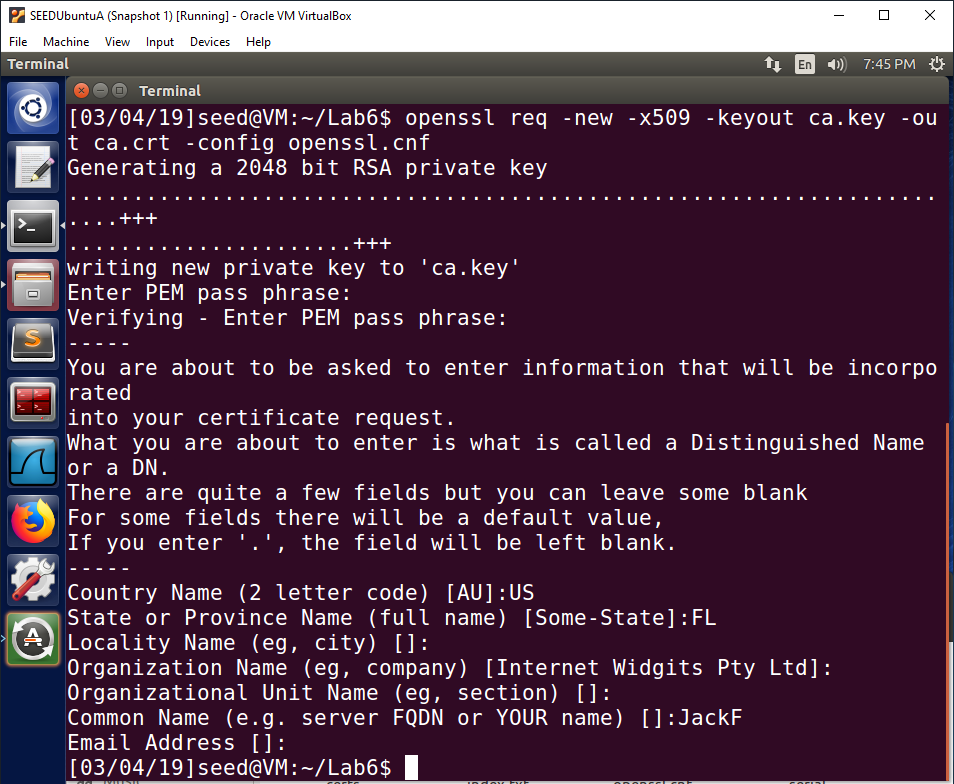 SEEDUbuntuA (Snapshot 1) [Running] - Oracle VM VirtualBox
File Machine View Input Devices Help
Terminal En 7:45 PM
Terminal
[03/04/19]seed@VM:~/Lab6$ openssl req -new -x509 -keyout ca.key -ou
t ca.crt -config openssl.cnf
Generating a 2048 bit RSA private key
...................................................................
....+++
......................+++
writing new private key to 'ca.key'
Enter PEM pass phrase:
Verifying - Enter PEM pass phrase:
-----
You are about to be asked to enter information that will be incorpo
rated
into your certificate request.
What you are about to enter is what is called a Distinguished Name
or a DN.
There are quite a few fields but you can leave some blank
For some fields there will be a default value,
If you enter '.', the field will be left blank.
-----
Country Name (2 letter code) [AU]:US
State or Province Name (full name) [Some-State]:FL
Locality Name (eg, city) []:
Organization Name (eg, company) [Internet Widgits Pty Ltd]:
Organizational Unit Name (eg, section) []:
Common Name (e.g. server FQDN or YOUR name) []:JackF
Email Address []:
[03/04/19]seed@VM:~/Lab6$